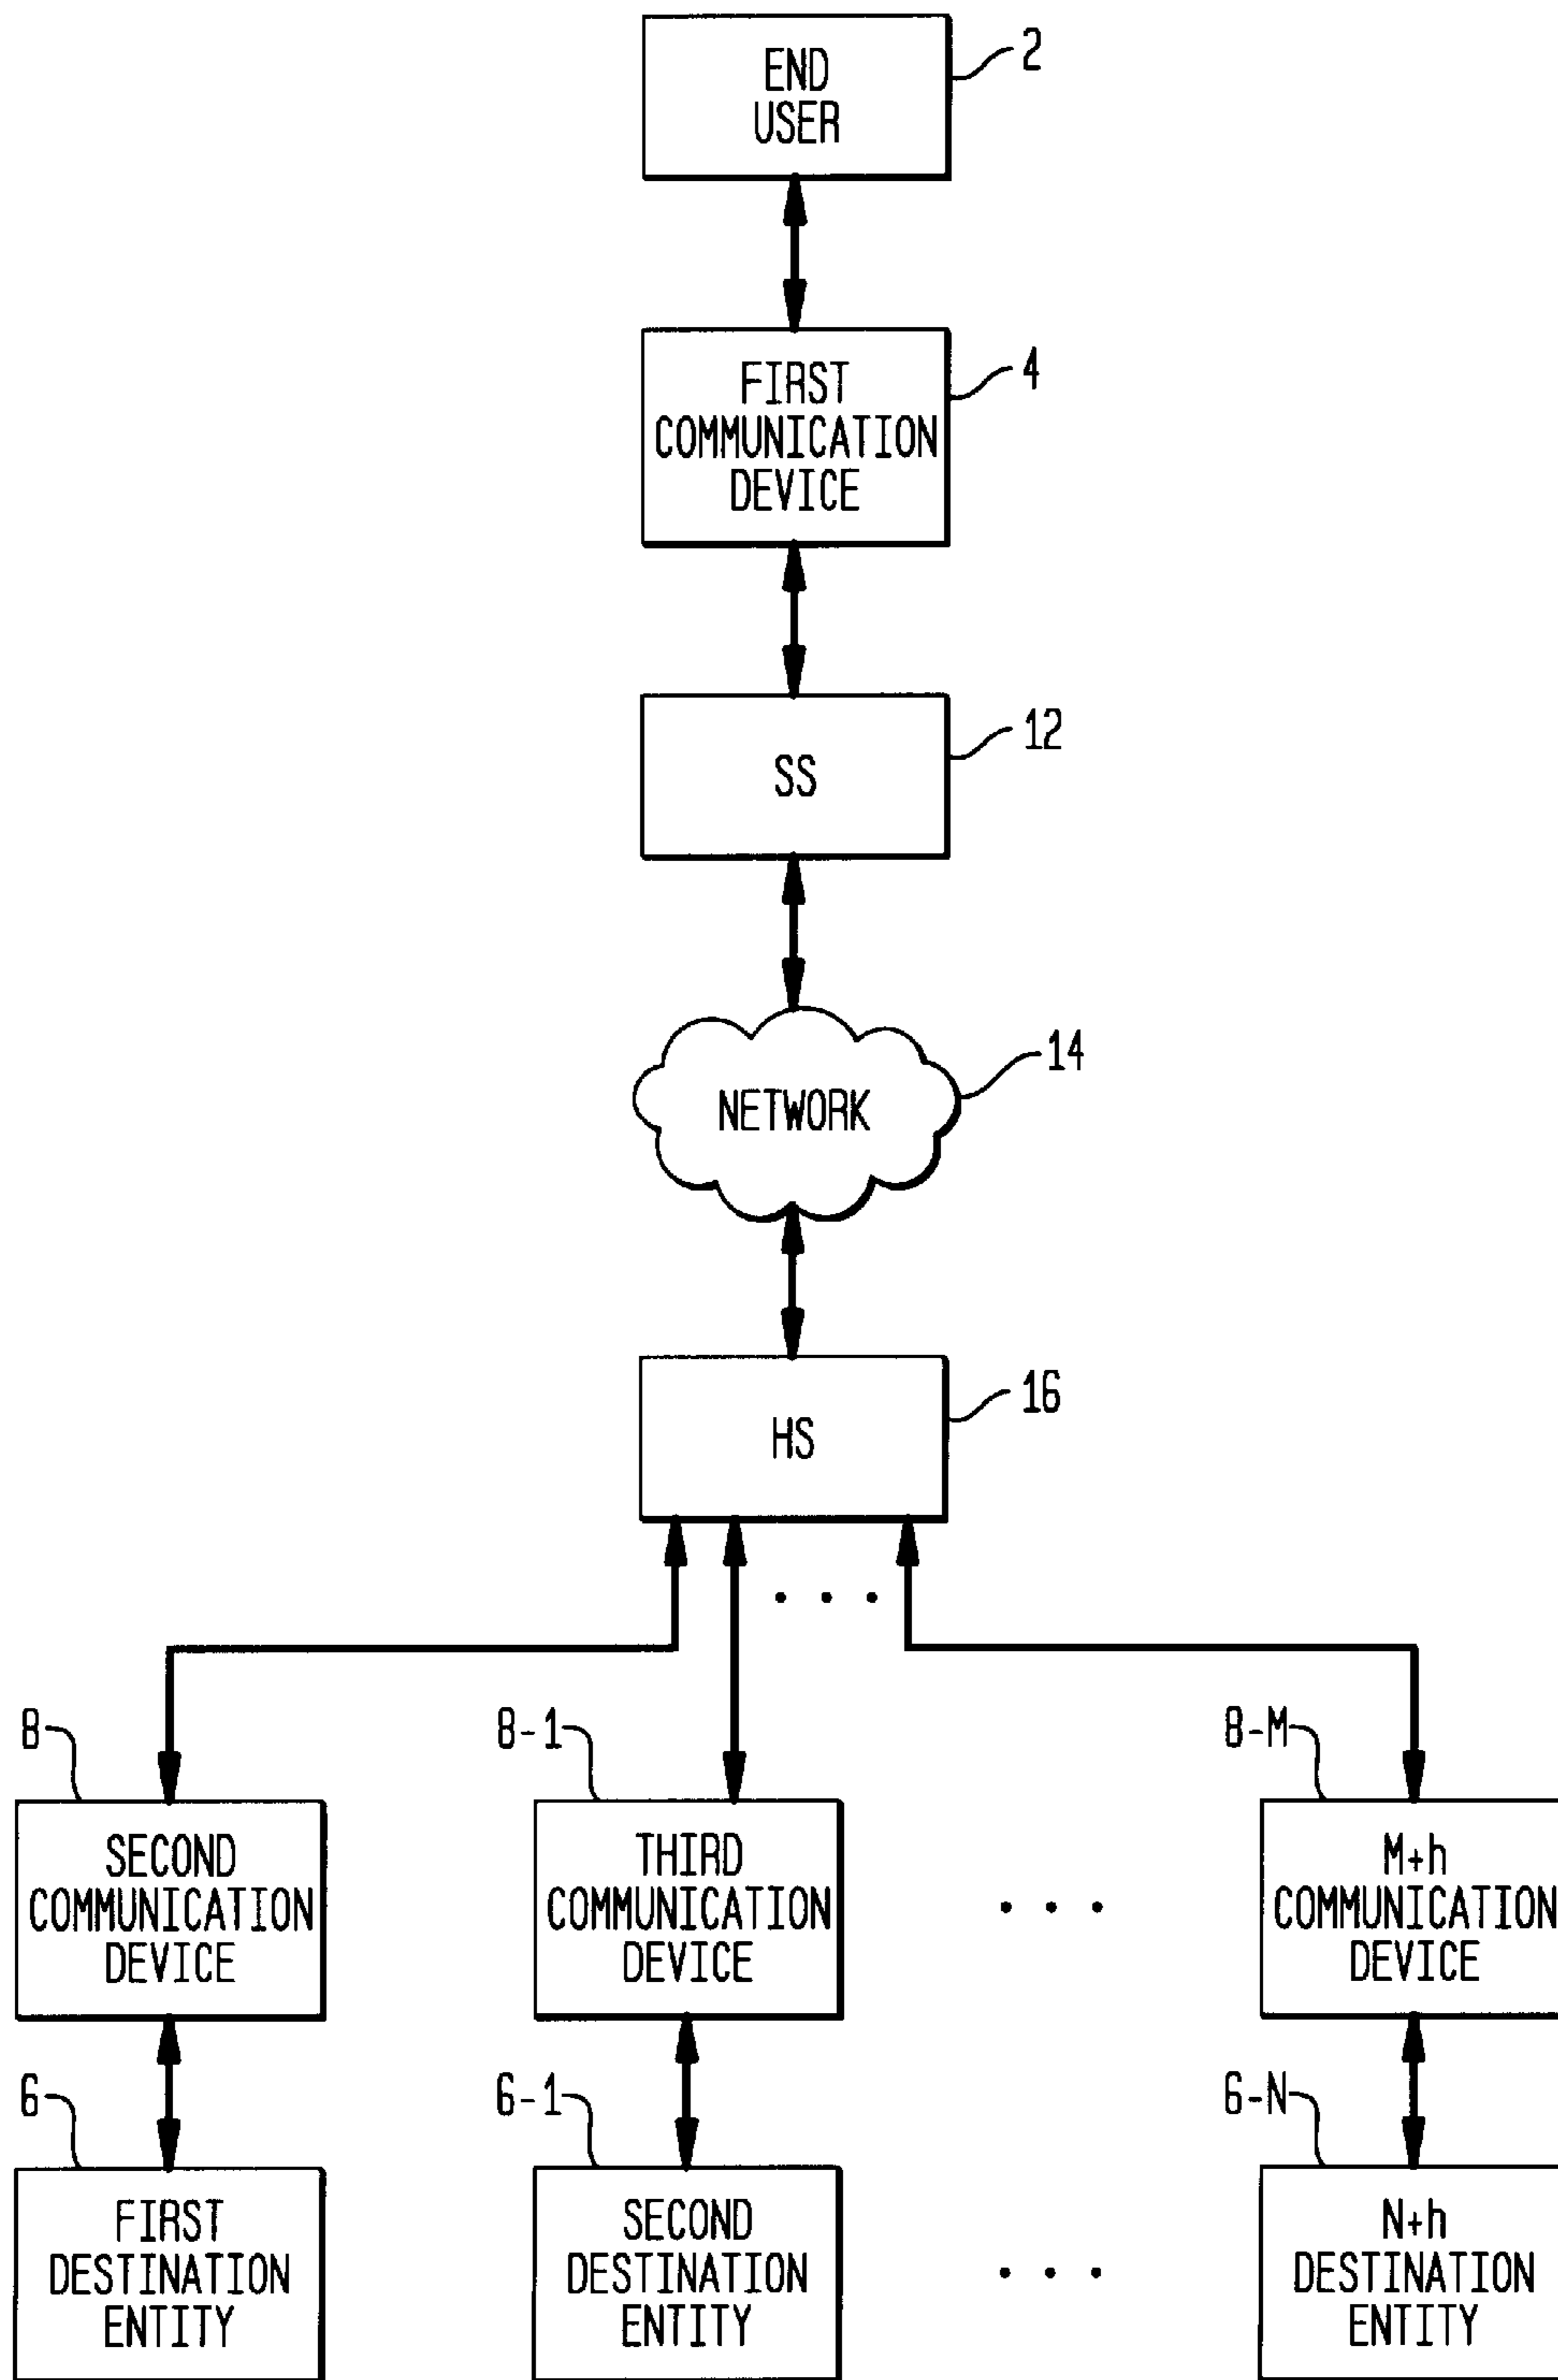 END
USER
2
FIRST
COMMUNICATION
DEVICE
4
SS
12
NETWORK
14
HS
16
. . .
8
8-1
8-M
SECOND
COMMUNICATION
DEVICE
THIRD
COMMUNICATION
DEVICE
. . .
M+h
COMMUNICATION
DEVICE
6
6-1
6-N
FIRST
DESTINATION
ENTITY
SECOND
DESTINATION
ENTITY
. . .
N+h
DESTINATION
ENTITY